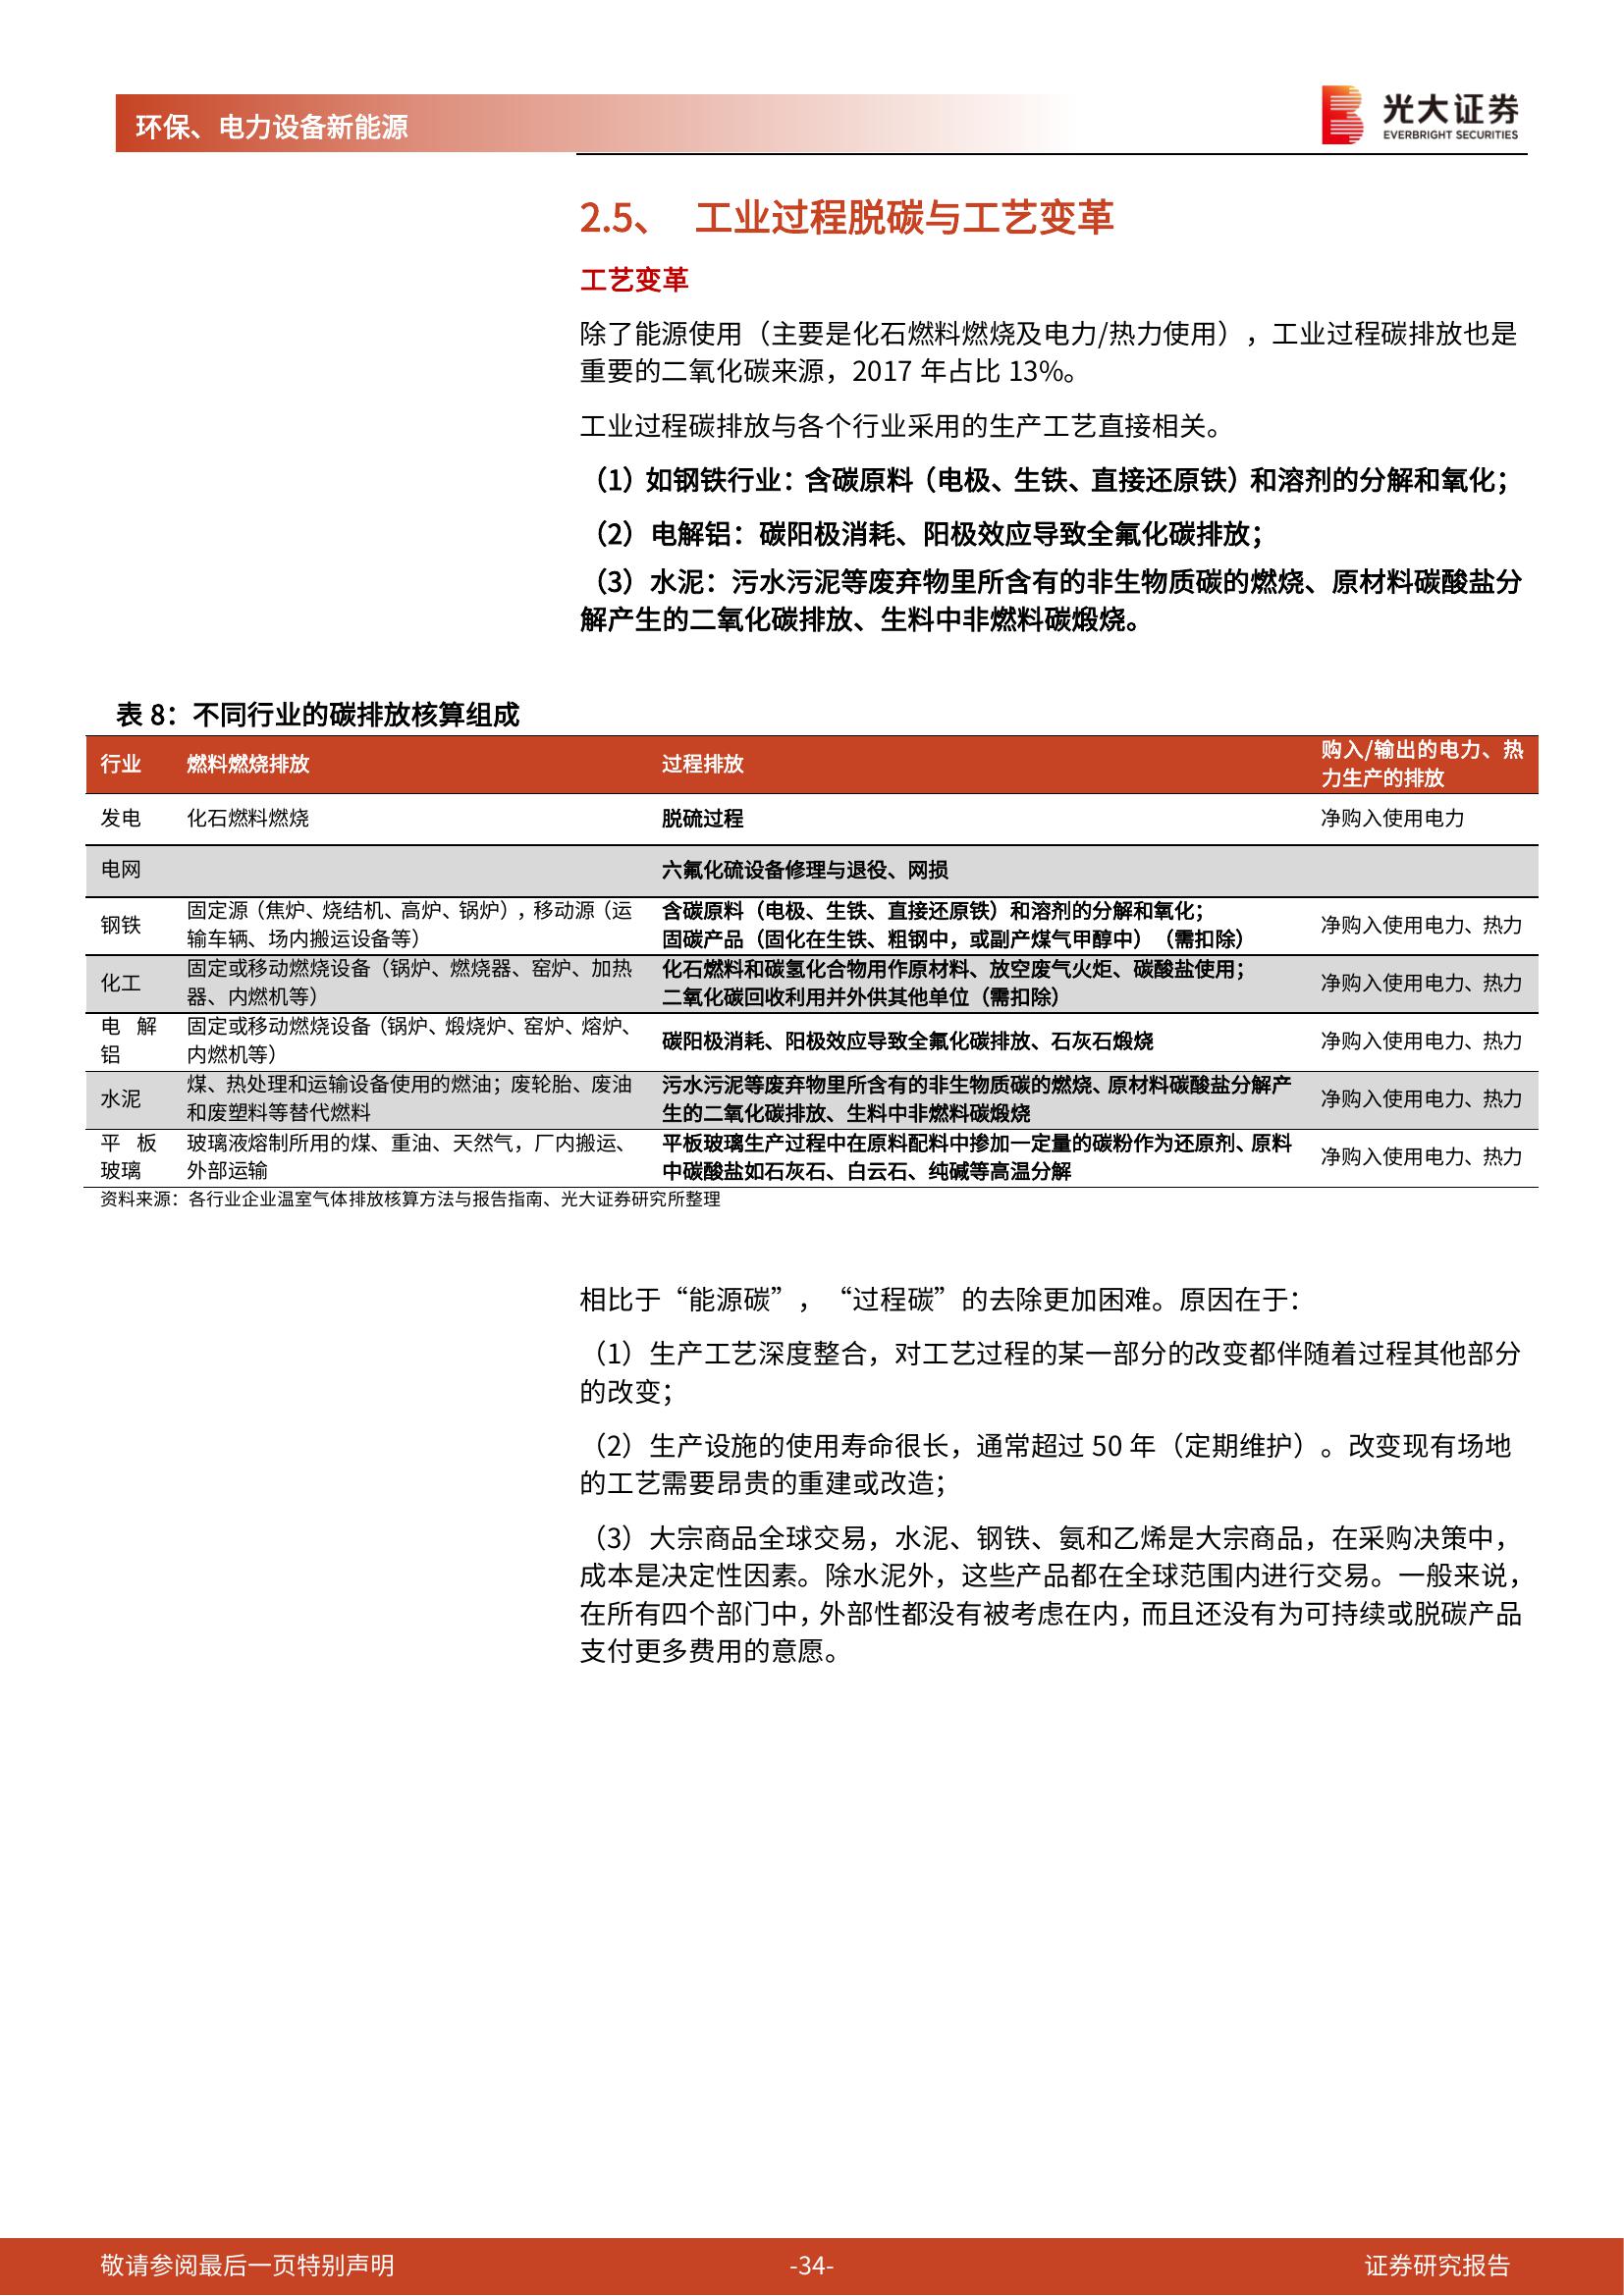 环保、电力设备新能源
光大证券
EVERBRIGHT SECURITIES
2.5、 工业过程脱碳与工艺变革
工艺变革
除了能源使用（主要是化石燃料燃烧及电力/热力使用），工业过程碳排放也是
重要的二氧化碳来源，2017 年占比 13%。
工业过程碳排放与各个行业采用的生产工艺直接相关。
（1）如钢铁行业：含碳原料（电极、生铁、直接还原铁）和溶剂的分解和氧化；
（2）电解铝：碳阳极消耗、阳极效应导致全氟化碳排放；
（3）水泥：污水污泥等废弃物里所含有的非生物质碳的燃烧、原材料碳酸盐分
解产生的二氧化碳排放、生料中非燃料碳煅烧。
表 8：不同行业的碳排放核算组成
行业 燃料燃烧排放 过程排放 购入/输出的电力、热
力生产的排放
发电 化石燃料燃烧 脱硫过程 净购入使用电力
电网 六氟化硫设备修理与退役、网损
钢铁 固定源（焦炉、烧结机、高炉、锅炉），移动源（运
输车辆、场内搬运设备等） 含碳原料（电极、生铁、直接还原铁）和溶剂的分解和氧化；
固碳产品（固化在生铁、粗钢中，或副产煤气甲醇中）（需扣除） 净购入使用电力、热力
化工 固定或移动燃烧设备（锅炉、燃烧器、窑炉、加热
器、内燃机等） 化石燃料和碳氢化合物用作原材料、放空废气火炬、碳酸盐使用；
二氧化碳回收利用并外供其他单位（需扣除） 净购入使用电力、热力
电 解
铝 固定或移动燃烧设备（锅炉、煅烧炉、窑炉、熔炉、
内燃机等） 碳阳极消耗、阳极效应导致全氟化碳排放、石灰石煅烧 净购入使用电力、热力
水泥 煤、热处理和运输设备使用的燃油；废轮胎、废油
和废塑料等替代燃料 污水污泥等废弃物里所含有的非生物质碳的燃烧、原材料碳酸盐分解产
生的二氧化碳排放、生料中非燃料碳煅烧 净购入使用电力、热力
平 板
玻璃 玻璃液熔制所用的煤、重油、天然气，厂内搬运、
外部运输 平板玻璃生产过程中在原料配料中掺加一定量的碳粉作为还原剂、原料
中碳酸盐如石灰石、白云石、纯碱等高温分解 净购入使用电力、热力
资料来源：各行业企业温室气体排放核算方法与报告指南、光大证券研究所整理
相比于“能源碳”，“过程碳”的去除更加困难。原因在于：
（1）生产工艺深度整合，对工艺过程的某一部分的改变都伴随着过程其他部分
的改变；
（2）生产设施的使用寿命很长，通常超过 50 年（定期维护）。改变现有场地
的工艺需要昂贵的重建或改造；
（3）大宗商品全球交易，水泥、钢铁、氨和乙烯是大宗商品，在采购决策中，
成本是决定性因素。除水泥外，这些产品都在全球范围内进行交易。一般来说，
在所有四个部门中，外部性都没有被考虑在内，而且还没有为可持续或脱碳产品
支付更多费用的意愿。
敬请参阅最后一页特别声明 -34- 证券研究报告